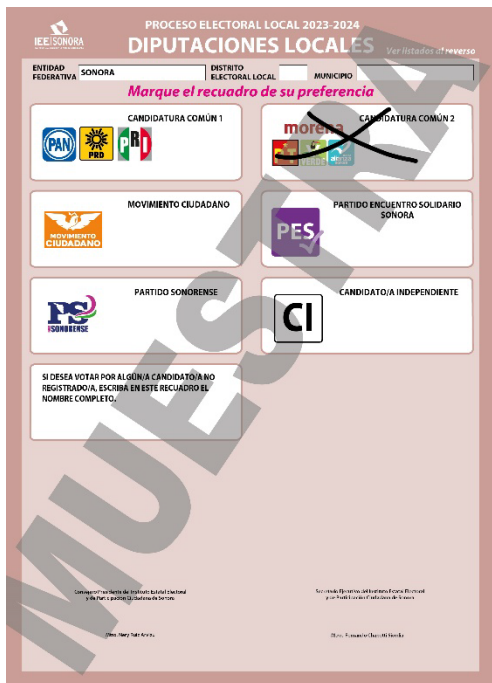 PROCESO ELECTORAL LOCAL 2023-2024
IEE SONORA
DIPUTACIONES LOCALES
Ver listados al reverso
ENTIDAD FEDERATIVA SONORA
DISTRITO ELECTORAL LOCAL
MUNICIPIO
Marque el recuadro de su preferencia
CANDIDATURA COMÚN 1
PAN PRD PRI
CANDIDATURA COMÚN 2
morena
VERDE
MOVIMIENTO CIUDADANO
MOVIMIENTO
CIUDADANO
PARTIDO ENCUENTRO SOLIDARIO
SONORA
PES
PARTIDO SONORENSE
PS
SONORENSE
CANDIDATO/A INDEPENDIENTE
CI
SI DESEA VOTAR POR ALGÚN/A CANDIDATO/A NO
REGISTRADO/A, ESCRIBA EN ESTE RECUADRO EL
NOMBRE COMPLETO.
MUESTRA